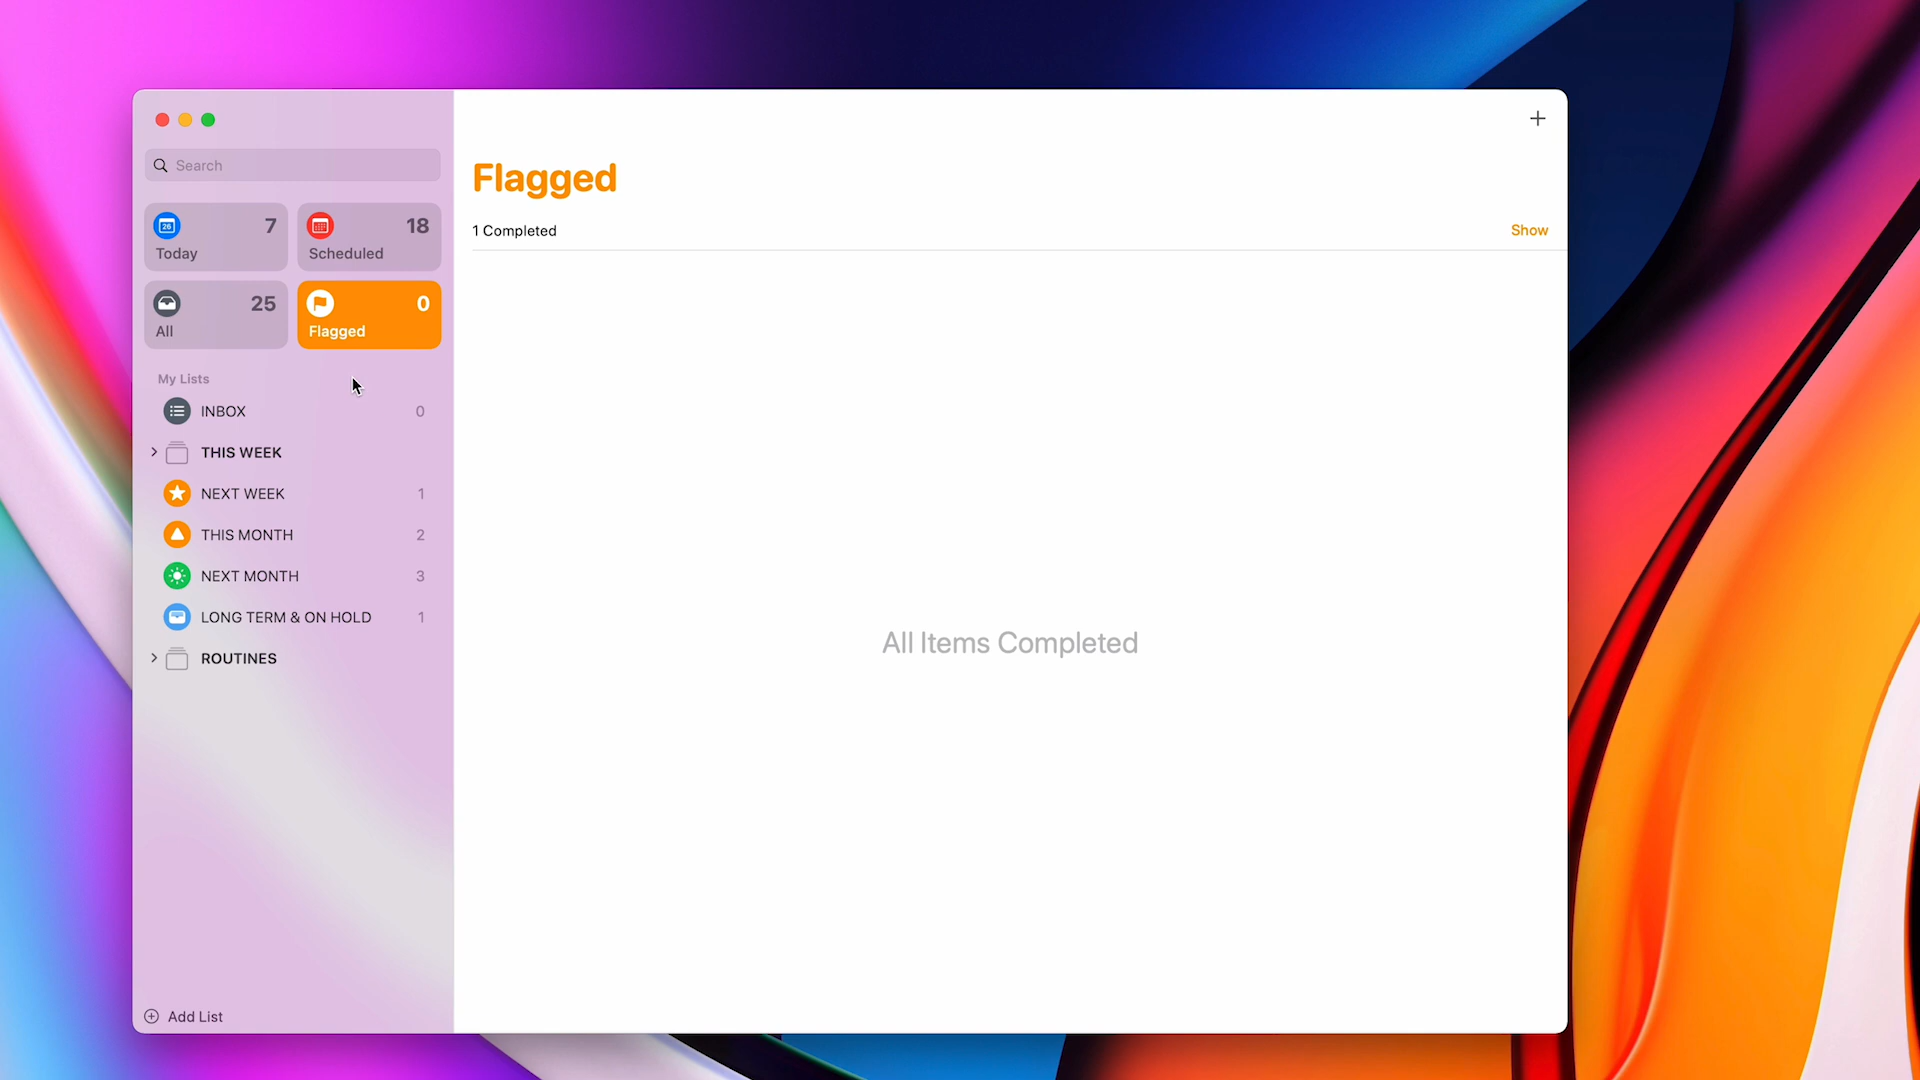 Search
7
Today
18
Scheduled
25
All
0
Flagged
My Lists
INBOX 0
THIS WEEK
NEXT WEEK 1
THIS MONTH 2
NEXT MONTH 3
LONG TERM & ON HOLD 1
ROUTINES
Add List
Flagged
1 Completed Show
All Items Completed
26